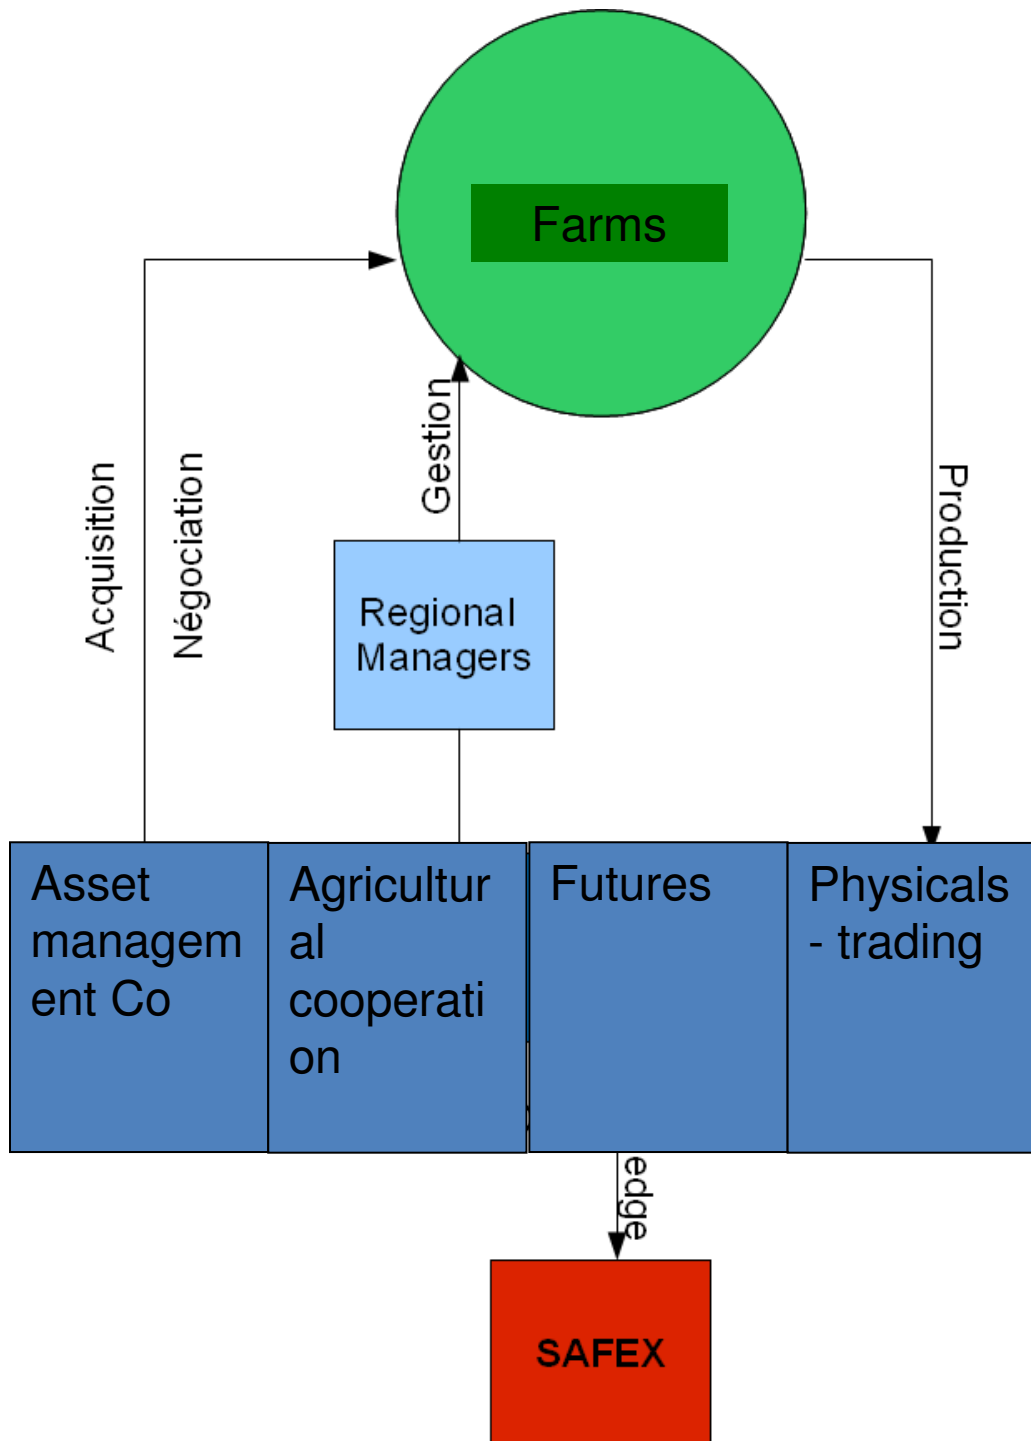 Farms
Acquisition
Négociation
Gestion
Production
Regional
Managers
Asset
managem
ent Co
Agricultur
al
cooperati
on
Futures
Physicals
- trading
edge
SAFEX